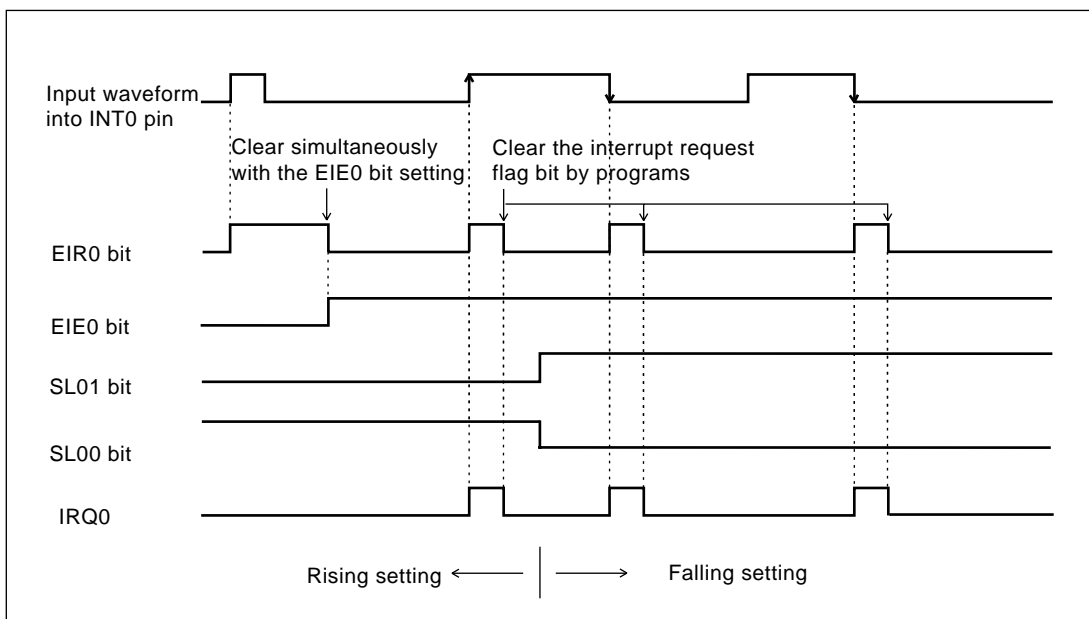 Input waveform
into INT0 pin
Clear simultaneously
with the EIE0 bit setting
Clear the interrupt request
flag bit by programs
EIR0 bit
EIE0 bit
SL01 bit
SL00 bit
IRQ0
Rising setting
Falling setting